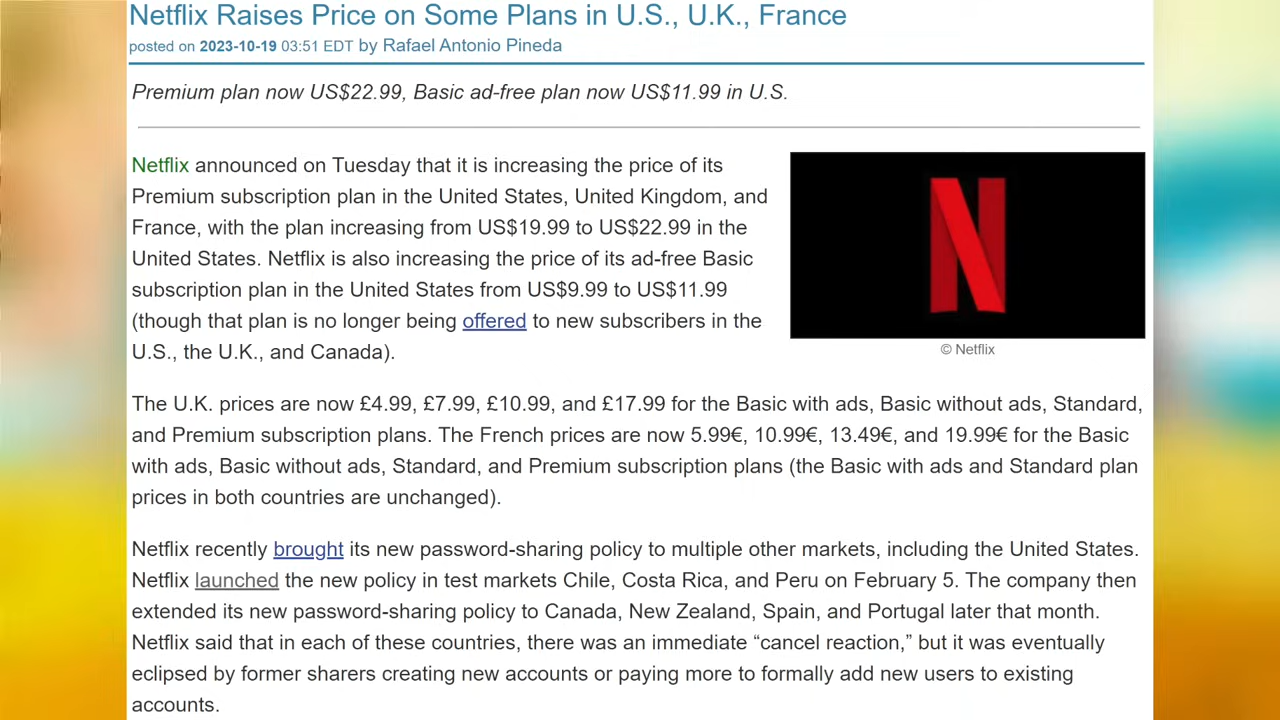 Netflix Raises Price on Some Plans in U.S., U.K., France
posted on 2023-10-19 03:51 EDT by Rafael Antonio Pineda
Premium plan now US$22.99, Basic ad-free plan now US$11.99 in U.S.
Netflix announced on Tuesday that it is increasing the price of its
Premium subscription plan in the United States, United Kingdom, and
France, with the plan increasing from US$19.99 to US$22.99 in the
United States. Netflix is also increasing the price of its ad-free Basic
subscription plan in the United States from US$9.99 to US$11.99
(though that plan is no longer being offered to new subscribers in the
U.S., the U.K., and Canada).
N
© Netflix
The U.K. prices are now £4.99, £7.99, £10.99, and £17.99 for the Basic with ads, Basic without ads, Standard,
and Premium subscription plans. The French prices are now 5.99€, 10.99€, 13.49€, and 19.99€ for the Basic
with ads, Basic without ads, Standard, and Premium subscription plans (the Basic with ads and Standard plan
prices in both countries are unchanged).
Netflix recently brought its new password-sharing policy to multiple other markets, including the United States.
Netflix launched the new policy in test markets Chile, Costa Rica, and Peru on February 5. The company then
extended its new password-sharing policy to Canada, New Zealand, Spain, and Portugal later that month.
Netflix said that in each of these countries, there was an immediate “cancel reaction,” but it was eventually
eclipsed by former sharers creating new accounts or paying more to formally add new users to existing
accounts.